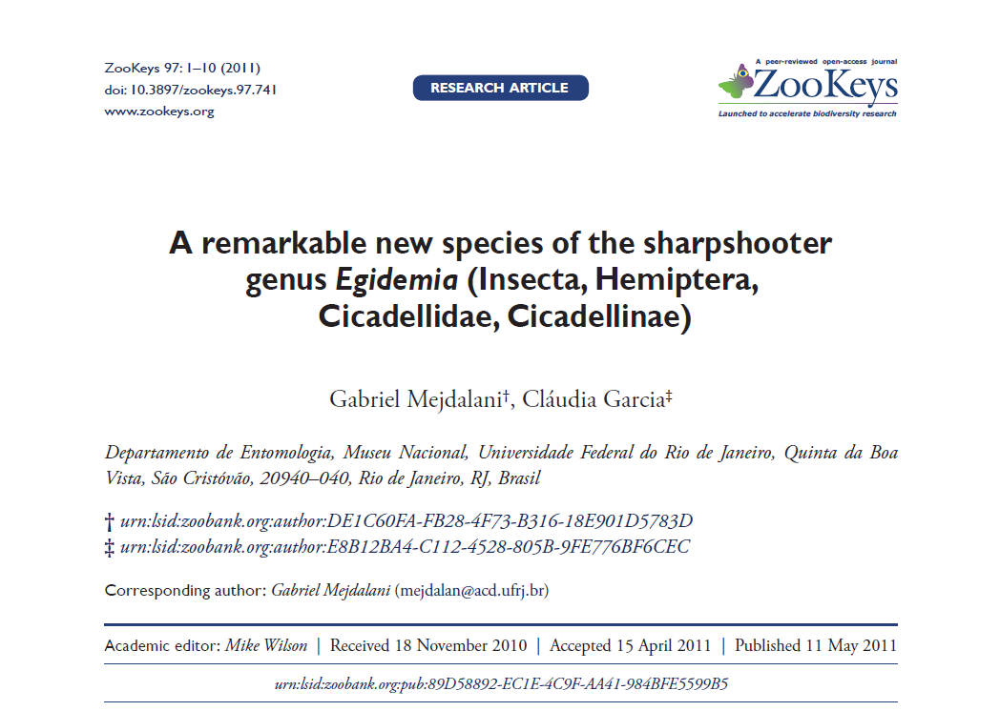 ZooKeys 97: 1–10 (2011)
doi: 10.3897/zookeys.97.741
www.zookeys.org
RESEARCH ARTICLE
A peer-reviewed open-access journal
ZooKeys
Launched to accelerate biodiversity research
A remarkable new species of the sharpshooter
genus Egidemia (Insecta, Hemiptera,
Cicadellidae, Cicadellinae)
Gabriel Mejdalani†, Cláudia Garcia‡
Departamento de Entomologia, Museu Nacional, Universidade Federal do Rio de Janeiro, Quinta da Boa
Vista, São Cristóvão, 20940–040, Rio de Janeiro, RJ, Brasil
† urn:lsid:zoobank.org:author:DE1C60FA-FB28-4F73-B316-18E901D5783D
‡ urn:lsid:zoobank.org:author:E8B12BA4-C112-4528-805B-9FE776BF6CEC
Corresponding author: Gabriel Mejdalani (mejdalan@acd.ufrj.br)
Academic editor: Mike Wilson | Received 18 November 2010 | Accepted 15 April 2011 | Published 11 May 2011
urn:lsid:zoobank.org:pub:89D58892-EC1E-4C9F-AA41-984BFE5599B5